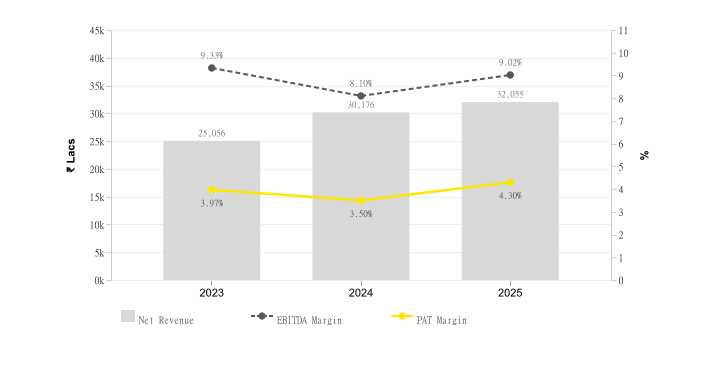 45k
40k
35k
30k
25k
20k
15k
10k
5k
0k
₹ Lacs
11
10
9
8
7
6
5
4
3
2
1
0
%
9.33%
8.10%
9.02%
25,056
30,176
32,055
3.97%
3.50%
4.30%
2023 2024 2025
Net Revenue EBITDA Margin PAT Margin